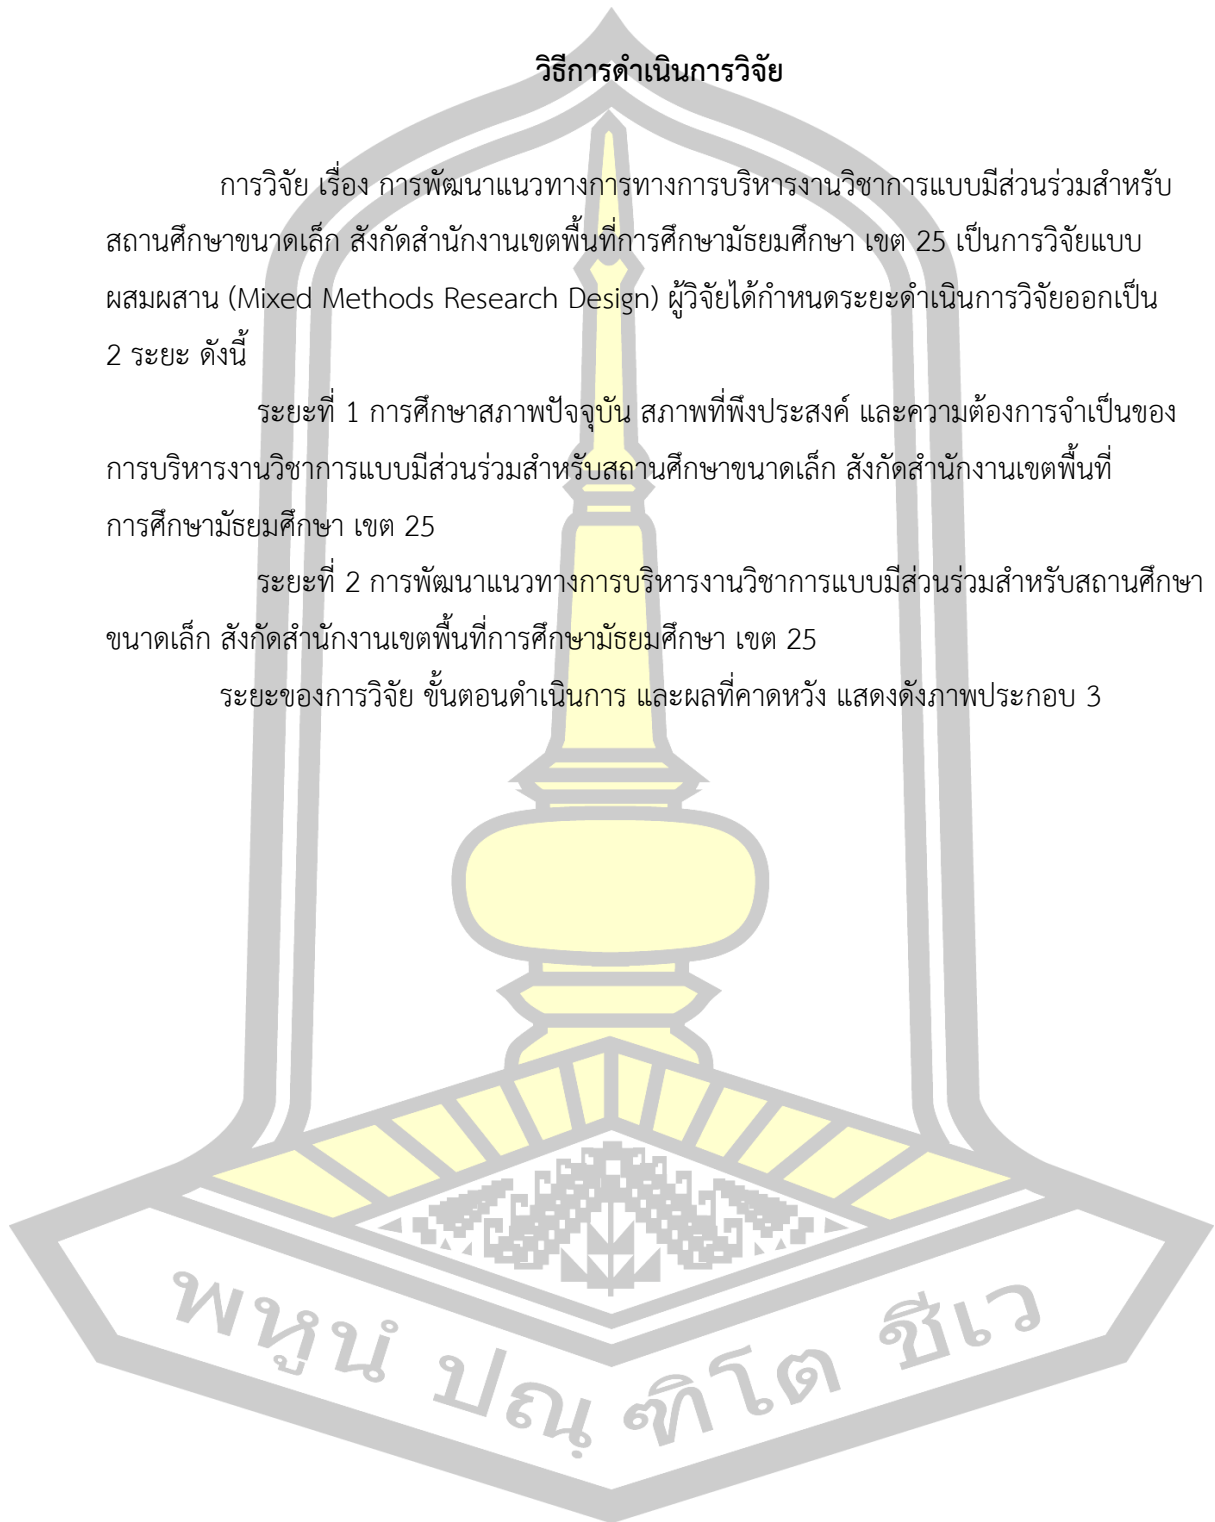 วิธีการดำเนินการวิจัย
การวิจัย เรื่อง การพัฒนาแนวทางการทางการบริหารงานวิชาการแบบมีส่วนร่วมสำหรับ
สถานศึกษาขนาดเล็ก สังกัดสำนักงานเขตพื้นที่การศึกษามัธยมศึกษา เขต 25 เป็นการวิจัยแบบ
ผสมผสาน (Mixed Methods Research Design) ผู้วิจัยได้กำหนดระยะดำเนินการวิจัยออกเป็น
2 ระยะ ดังนี้
ระยะที่ 1 การศึกษาสภาพปัจจุบัน สภาพที่พึงประสงค์ และความต้องการจำเป็นของ
การบริหารงานวิชาการแบบมีส่วนร่วมสำหรับสถานศึกษาขนาดเล็ก สังกัดสำนักงานเขตพื้นที่
การศึกษามัธยมศึกษา เขต 25
ระยะที่ 2 การพัฒนาแนวทางการบริหารงานวิชาการแบบมีส่วนร่วมสำหรับสถานศึกษา
ขนาดเล็ก สังกัดสำนักงานเขตพื้นที่การศึกษามัธยมศึกษา เขต 25
ระยะของการวิจัย ขั้นตอนดำเนินการ และผลที่คาดหวัง แสดงดังภาพประกอบ 3
พหูนํ ปณฺ ฑิโต ชีเว